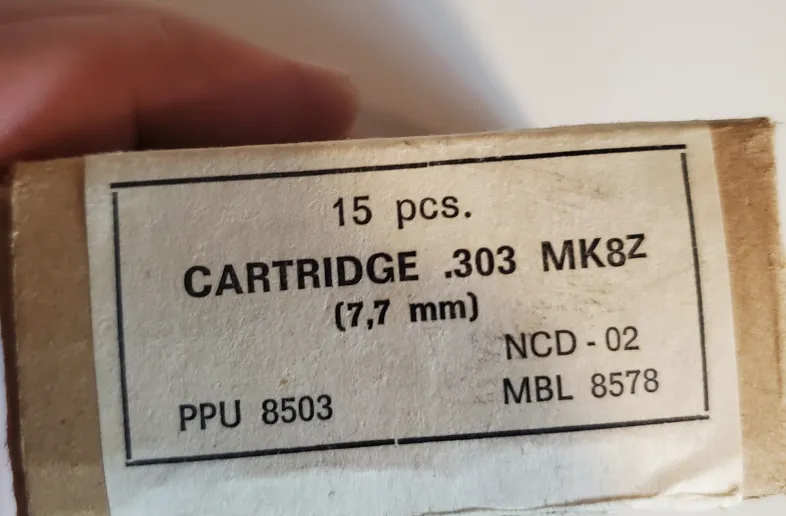 15 pcs.
CARTRIDGE .303 MK8Z
(7,7 mm)
NCD - 02
PPU 8503
MBL 8578